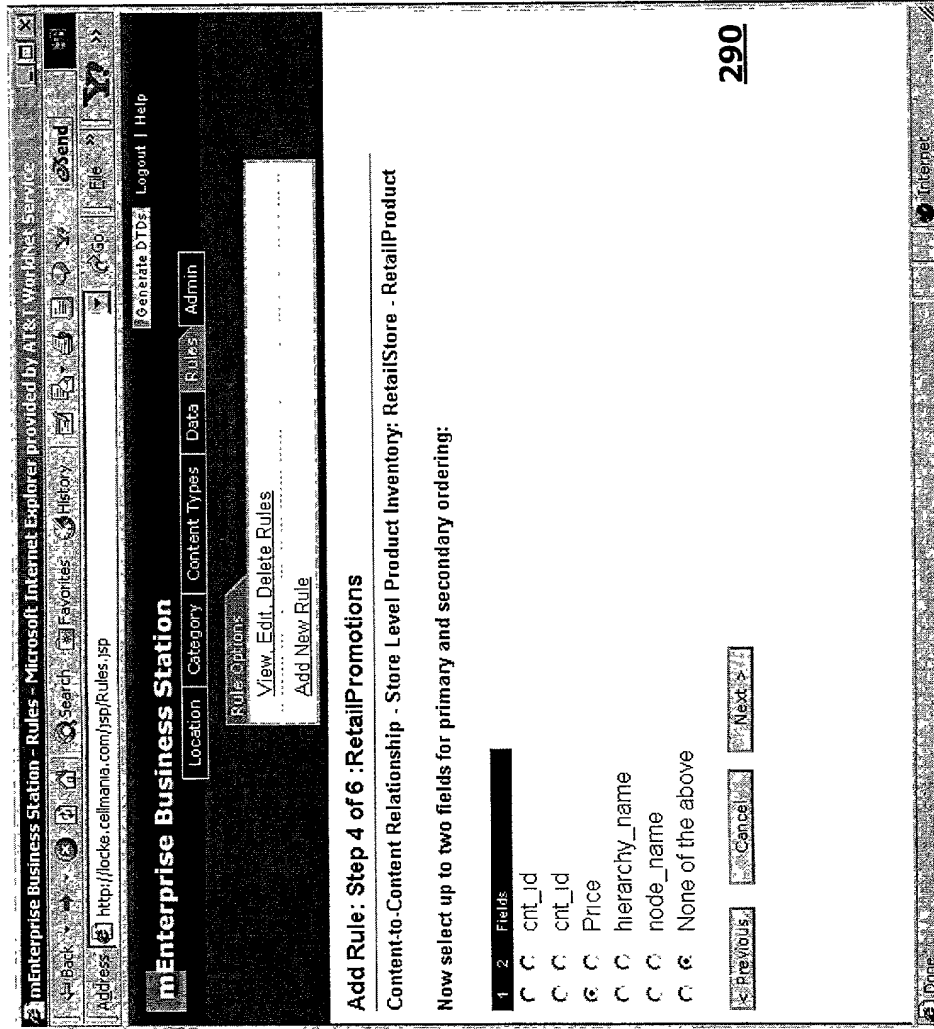 mEnterprise Business Station - Rules - Microsoft Internet Explorer provided by AT&T WorldNet Service
Back Search Favorites History Send
Address http://locke.cellmania.com/jsp/Rules.jsp Go File » Y! »
mEnterprise Business Station
Generate DTDs Logout | Help
Location Category Content Types Data Rules Admin
Rule Options
View, Edit, Delete Rules
Add New Rule
Add Rule: Step 4 of 6 :RetailPromotions
Content-to-Content Relationship - Store Level Product Inventory: RetailStore - RetailProduct
Now select up to two fields for primary and secondary ordering:
1 2 Fields
cnt_id
cnt_id
Price
hierarchy_name
node_name
None of the above
< Previous Cancel Next >
290
Done Internet